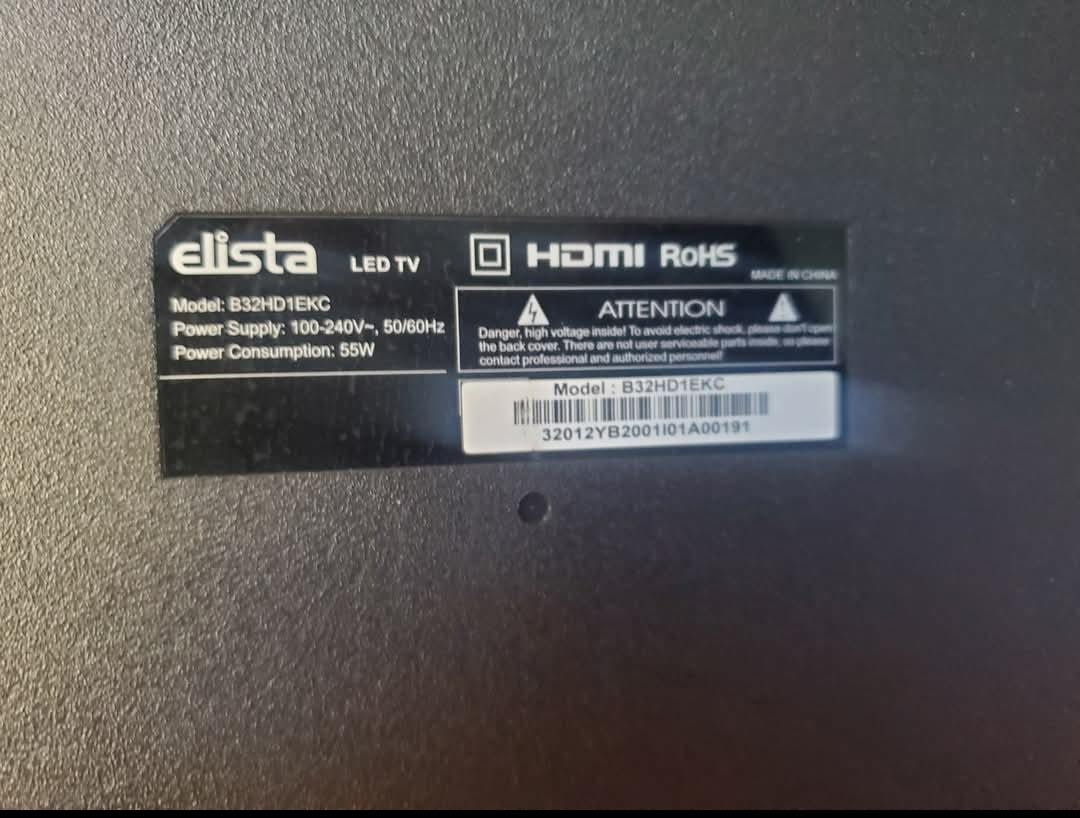 elista LED TV
Model: B32HD1EKC
Power Supply: 100-240V~, 50/60Hz
Power Consumption: 55W
HDMI RoHS
MADE IN CHINA
ATTENTION
Danger, high voltage inside! To avoid electric shock, please don't open
the back cover. There are not user serviceable parts inside, so please
contact professional and authorized personnel!
Model : B32HD1EKC
32012YB2001I01A00191